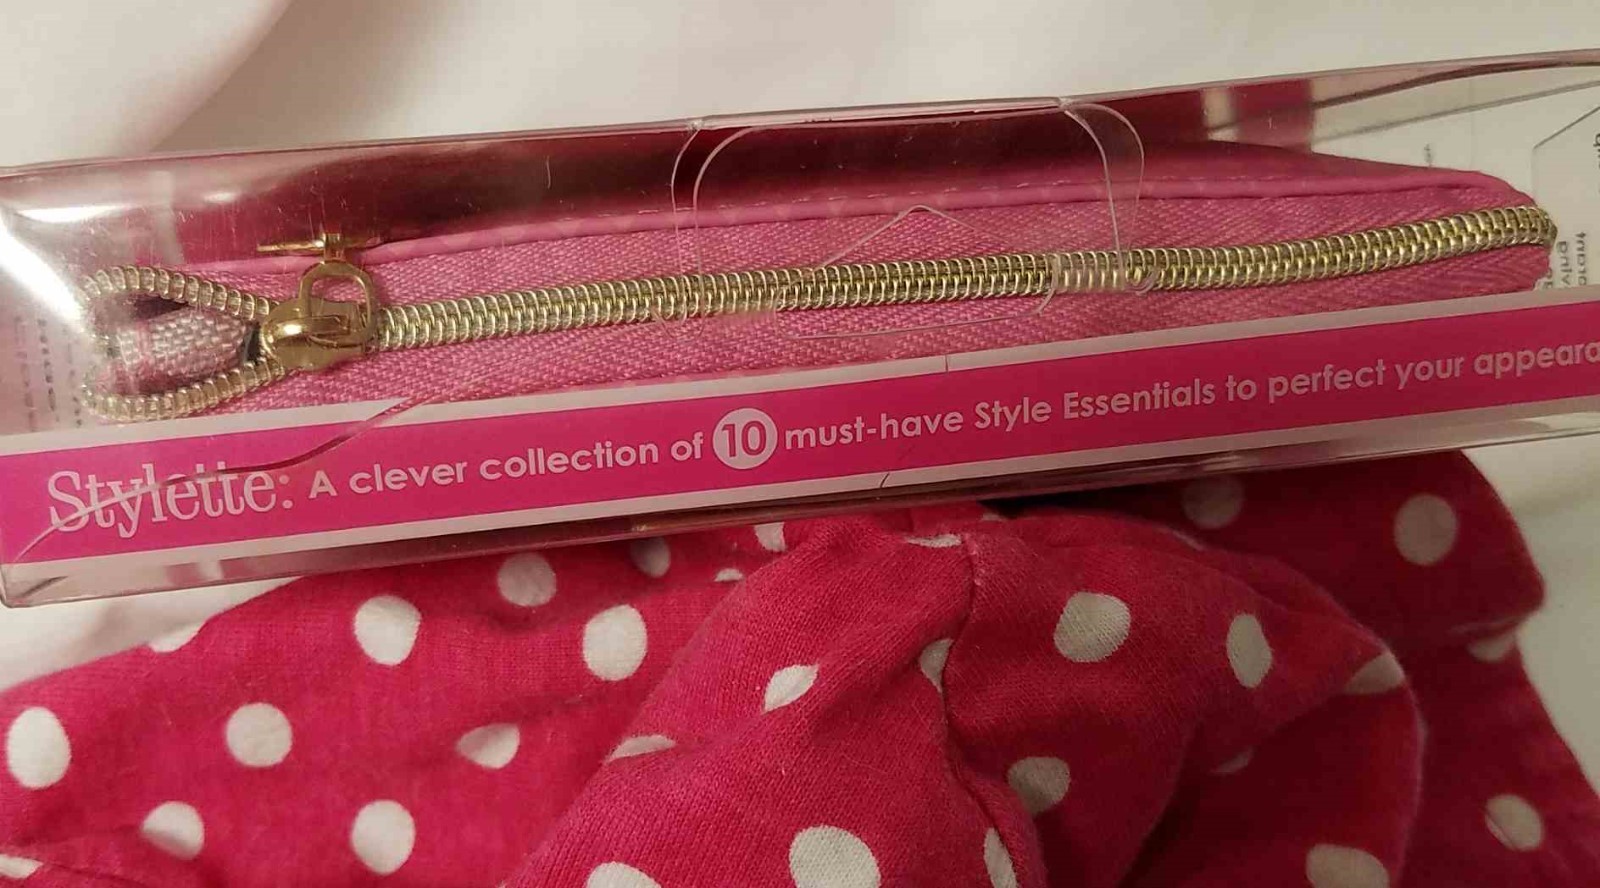 Stylette: A clever collection of 10 must-have Style Essentials to perfect your appeara